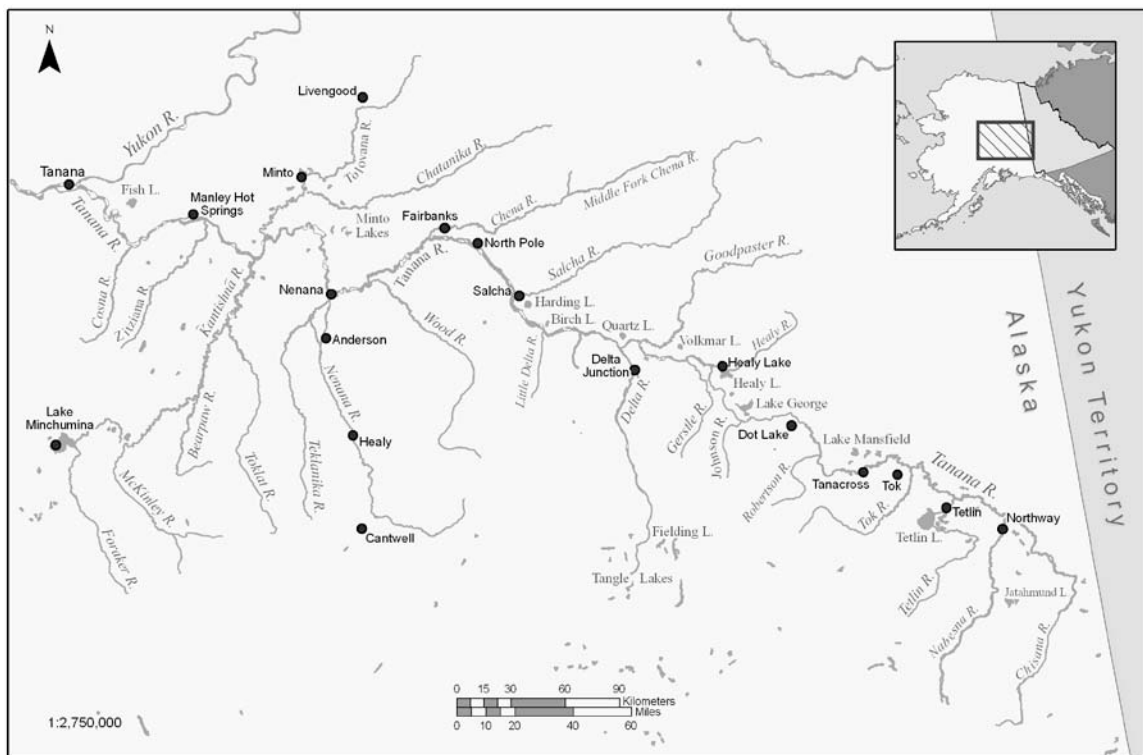 N
Livengood
Yukon R.
Tolovana R.
Chatanika R.
Tanana
Fish L.
Minto
Manley Hot
Springs
Tanana R.
Minto
Lakes
Fairbanks
Chena R.
Middle Fork Chena R.
North Pole
Tanana R.
Salcha R.
Goodpaster R.
Cosna R.
Zitziana R.
Kantishna R.
Nenana
Salcha
Harding L.
Birch L.
Quartz L.
Wood R.
Anderson
Little Delta R.
Volkmar L.
Healy R.
Delta
Junction
Healy Lake
Healy L.
Delta R.
Nenana R.
Lake George
Gerstle R.
Johnson R.
Dot Lake
Lake
Minchumina
Bearpaw R.
Toklat R.
Teklanika R.
Healy
McKinley R.
Foraker R.
Cantwell
Lake Mansfield
Robertson R.
Tanacross
Tok
Tok R.
Tanana R.
Tetlin
Northway
Tetlin L.
Fielding L.
Tangle Lakes
Tetlin R.
Jatahmund L.
Nabesna R.
Chisana R.
Alaska
Yukon Territory
0 15 30 60 90
Kilometers
Miles
0 10 20 40 60
1:2,750,000